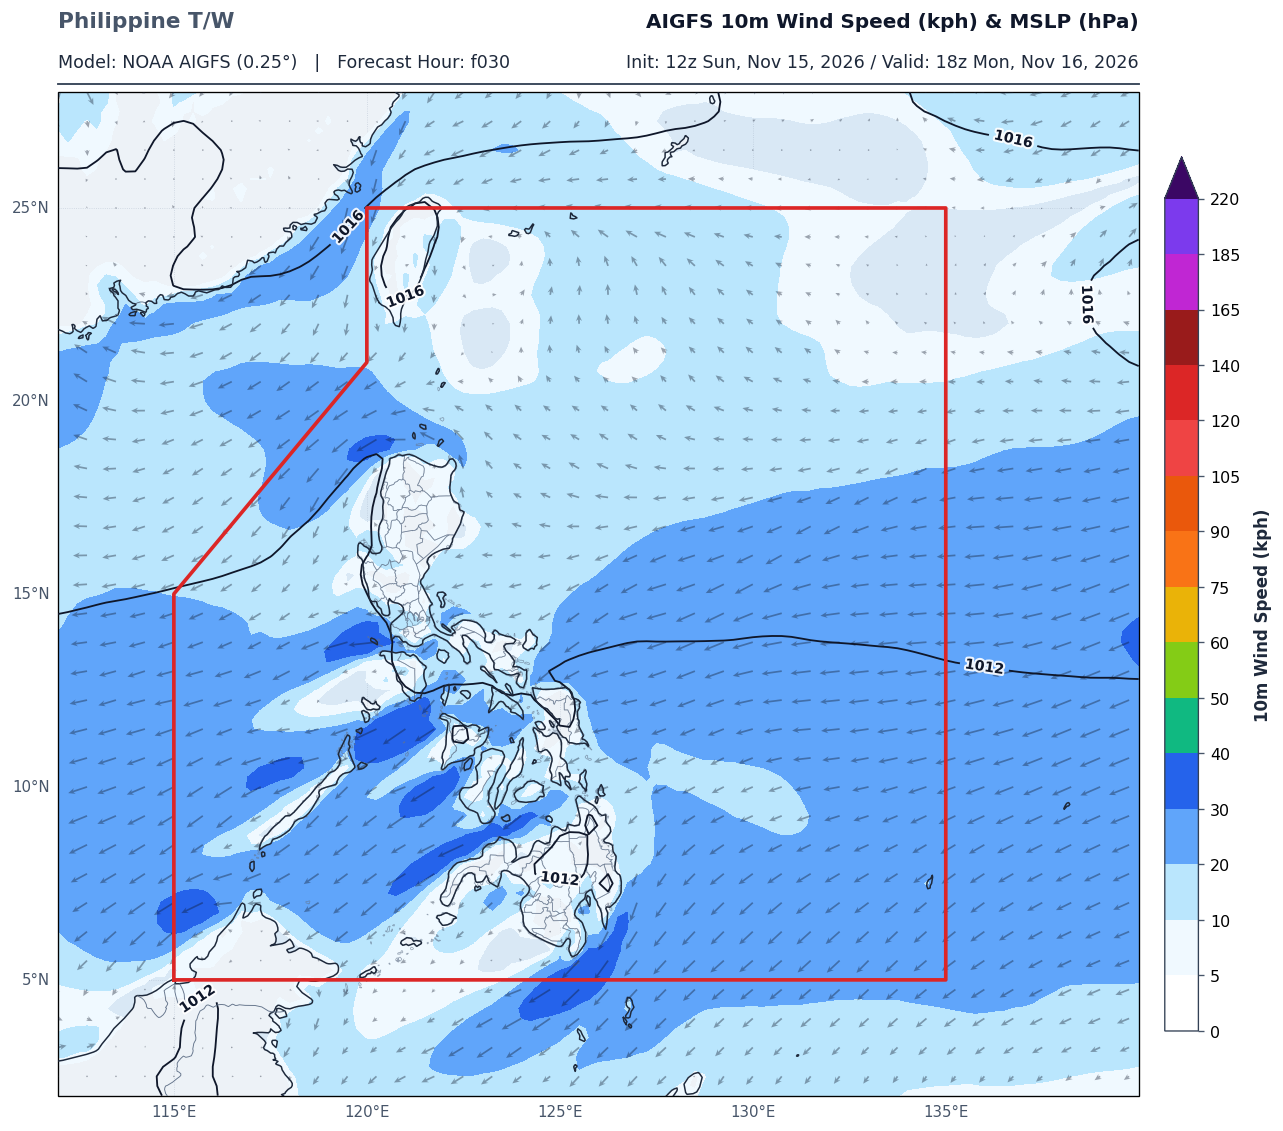 Philippine T/W
AIGFS 10m Wind Speed (kph) & MSLP (hPa)
Model: NOAA AIGFS (0.25°) | Forecast Hour: f030
Init: 12z Sun, Nov 15, 2026 / Valid: 18z Mon, Nov 16, 2026
1016
1016
1016
1016
1012
1012
1012
25°N
20°N
15°N
10°N
5°N
115°E
120°E
125°E
130°E
135°E
220
185
165
140
120
105
90
75
60
50
40
30
20
10
5
0
10m Wind Speed (kph)